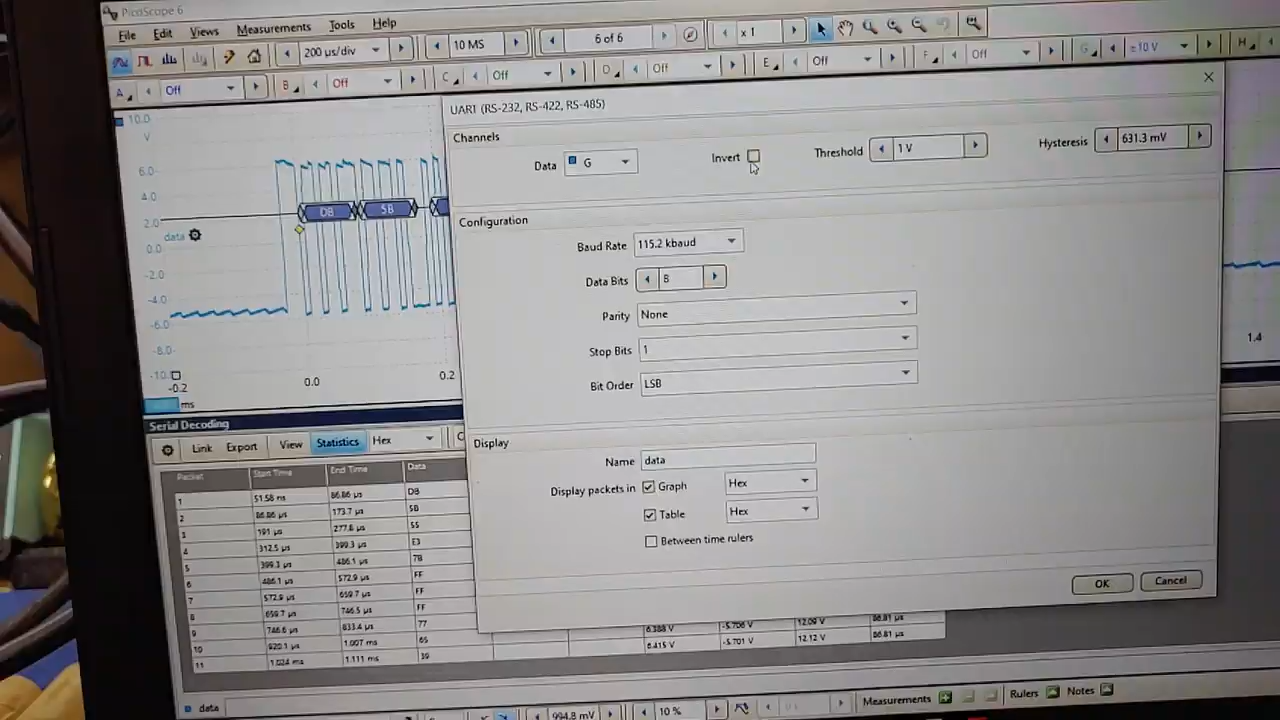 PicoScope 6
File Edit Views Measurements Tools Help
200 µs/div 10 MS 6 of 6 x 1
A Off B Off C Off D Off E Off F Off G ±10 V H
UART (RS-232, RS-422, RS-485)
Channels
Data G Invert Threshold 1 V Hysteresis 631.3 mV
Configuration
Baud Rate 115.2 kbaud
Data Bits 8
Parity None
Stop Bits 1
Bit Order LSB
Display
Name data
Display packets in Graph Hex
Table Hex
Between time rulers
OK Cancel
10.0
V
6.0
4.0
2.0
data
0.0
-2.0
-4.0
-6.0
-8.0
-10.0
DB 5B
-0.2 0.0 0.2 1.4
ms
Serial Decoding
Link Export View Statistics Hex
Packet Start Time End Time Data
1 51.58 ns 86.86 µs DB
2 86.86 µs 173.7 µs 5B
3 191 µs 277.8 µs 55
4 312.5 µs 399.3 µs E3
5 399.3 µs 486.1 µs 7B
6 486.1 µs 572.9 µs FF
7 572.9 µs 659.7 µs FF
8 659.7 µs 746.5 µs FF
9 746.6 µs 833.4 µs 77 6.388 V -5.706 V 12.09 V 86.81 µs
10 920.1 µs 1.007 ms 65 6.415 V -5.701 V 12.12 V 86.81 µs
11 1.024 ms 1.111 ms 39
data
994.8 mV 10 % Measurements Rulers Notes